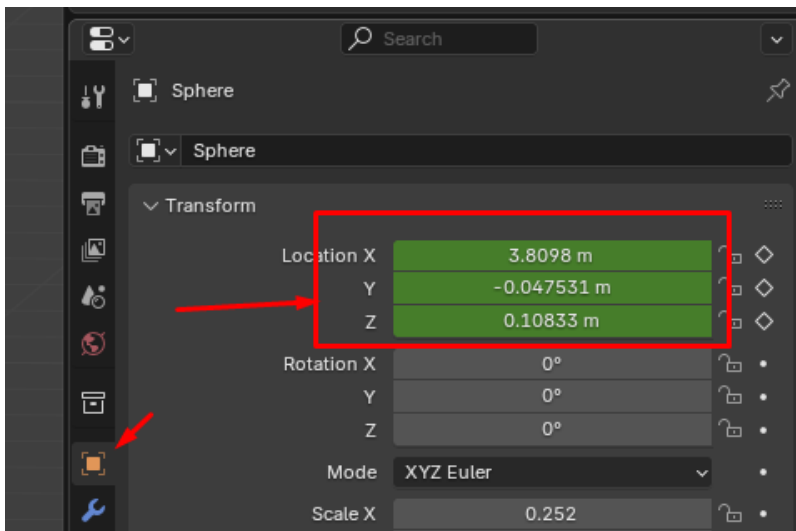 Search
Sphere
Sphere
Transform
Location X 3.8098 m
Y -0.047531 m
Z 0.10833 m
Rotation X 0°
Y 0°
Z 0°
Mode XYZ Euler
Scale X 0.252